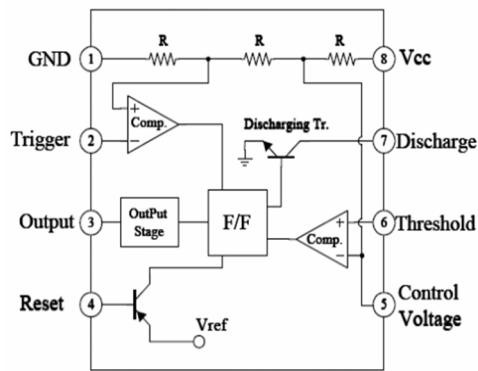 R R R
GND 1 8 Vcc
+
Comp.
−
Trigger 2
Discharging Tr.
7 Discharge
Output 3
OutPut
Stage
F/F
+
Comp.
−
6 Threshold
Reset 4
Vref
5 Control
Voltage